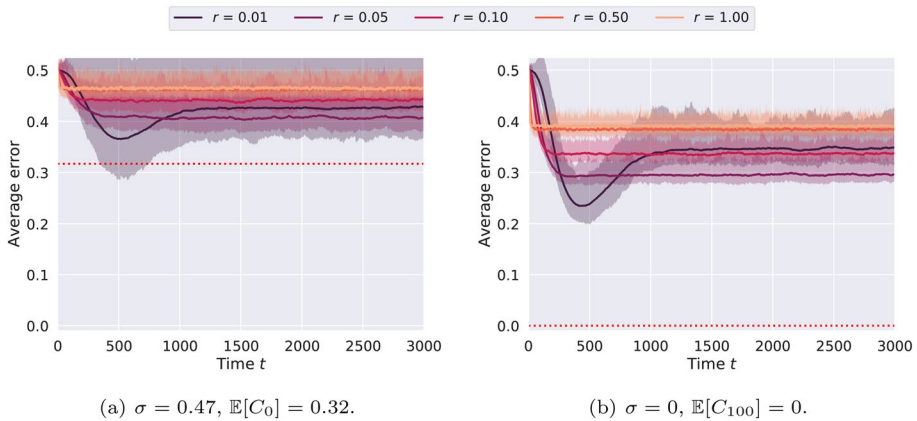 r = 0.01 r = 0.05 r = 0.10 r = 0.50 r = 1.00
0.5
0.4
0.3
0.2
0.1
0.0
Average error
0 500 1000 1500 2000 2500 3000
Time t
(a) σ = 0.47, 𝔼[C₀] = 0.32.
0.5
0.4
0.3
0.2
0.1
0.0
Average error
0 500 1000 1500 2000 2500 3000
Time t
(b) σ = 0, 𝔼[C₁₀₀] = 0.